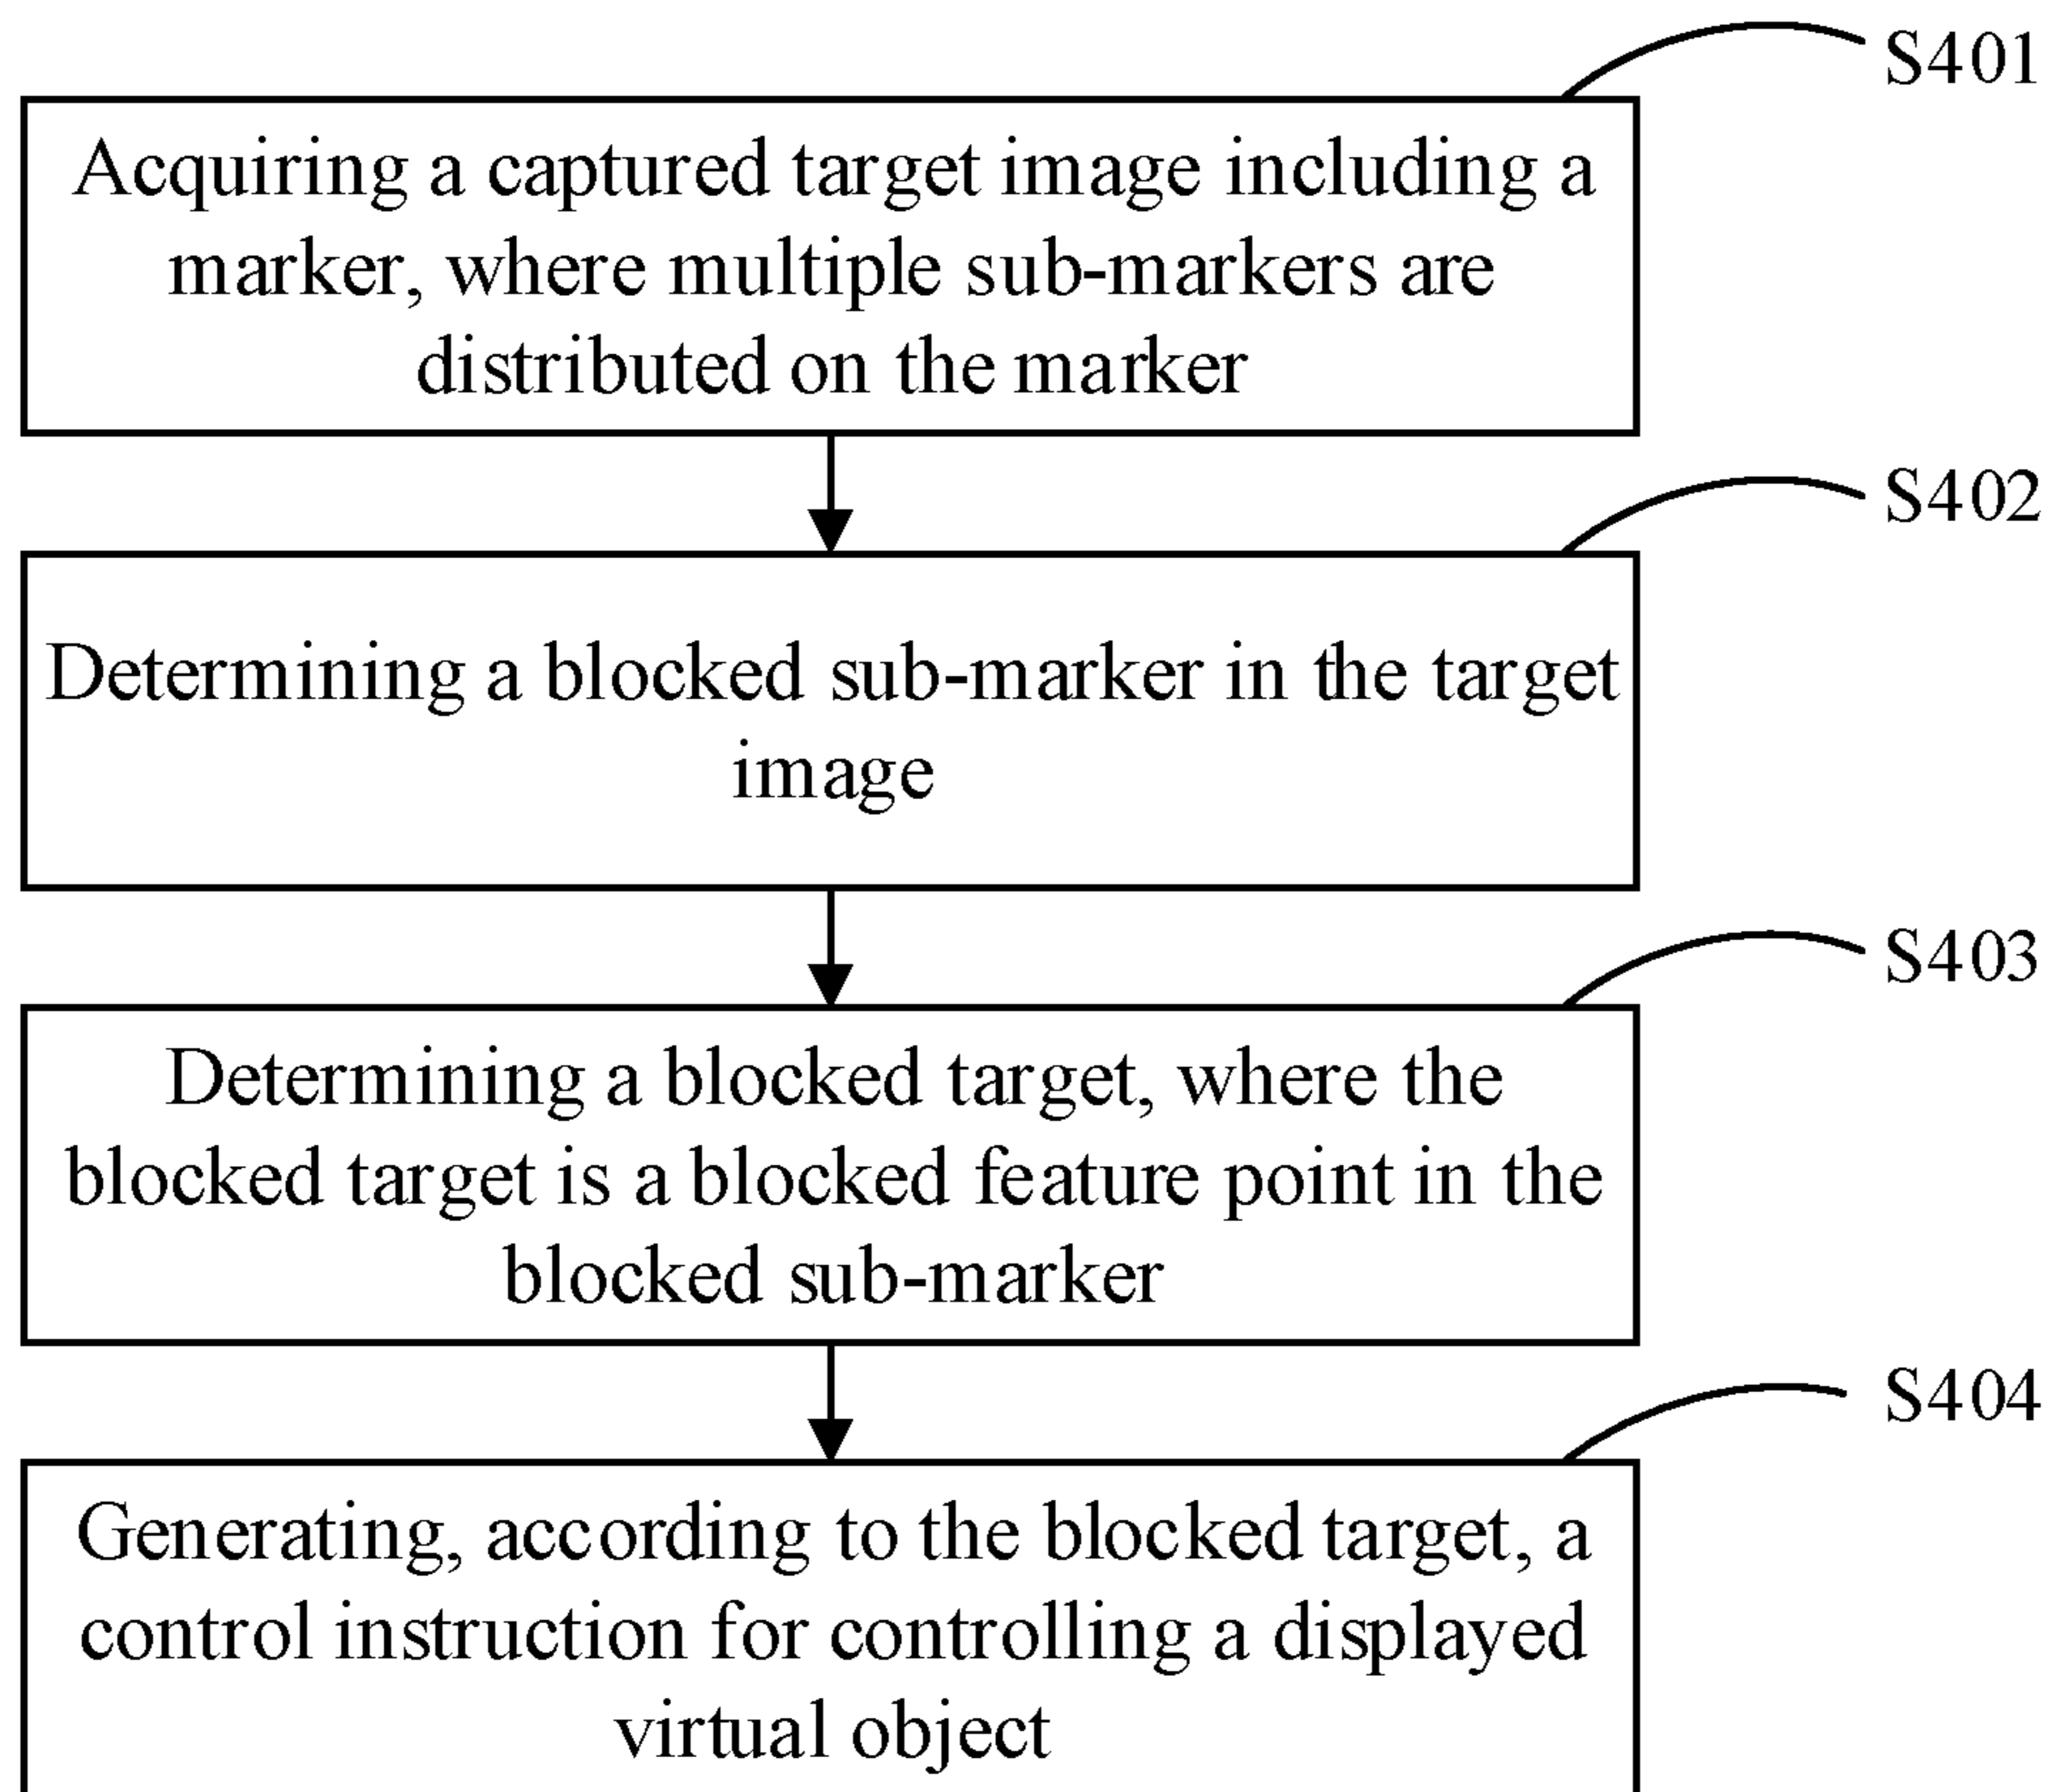 S401
Acquiring a captured target image including a
marker, where multiple sub-markers are
distributed on the marker
S402
Determining a blocked sub-marker in the target
image
S403
Determining a blocked target, where the
blocked target is a blocked feature point in the
blocked sub-marker
S404
Generating, according to the blocked target, a
control instruction for controlling a displayed
virtual object